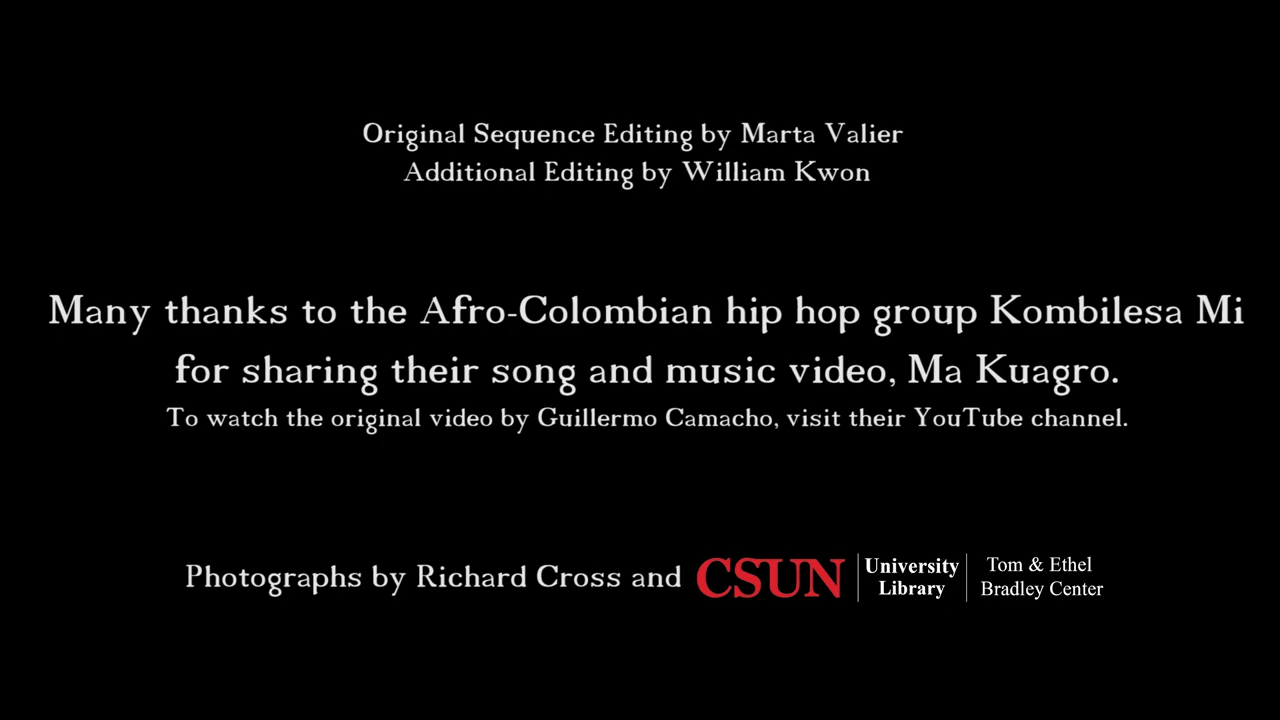 Original Sequence Editing by Marta Valier
Additional Editing by William Kwon
Many thanks to the Afro-Colombian hip hop group Kombilesa Mi
for sharing their song and music video, Ma Kuagro.
To watch the original video by Guillermo Camacho, visit their YouTube channel.
Photographs by Richard Cross and CSUN
University
Library
Tom & Ethel
Bradley Center